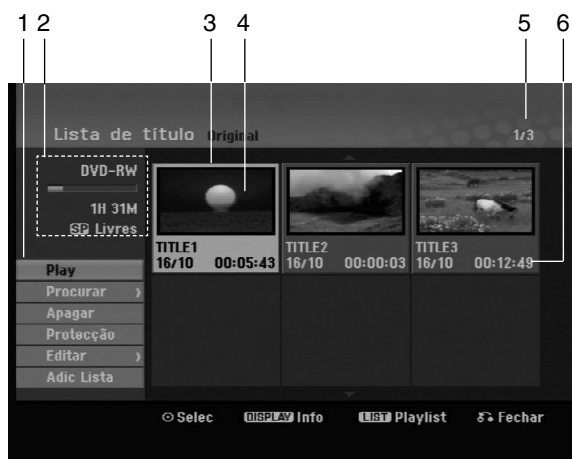 1 2 3 4 5 6
Lista de título Original 1/3
DVD-RW
1H 31M
SP Livres
TITLE1 TITLE2 TITLE3
16/10 00:05:43 16/10 00:00:03 16/10 00:12:49
Play
Procurar
Apagar
Protecção
Editar
Adic Lista
Selec DISPLAY Info LIST Playlist Fechar